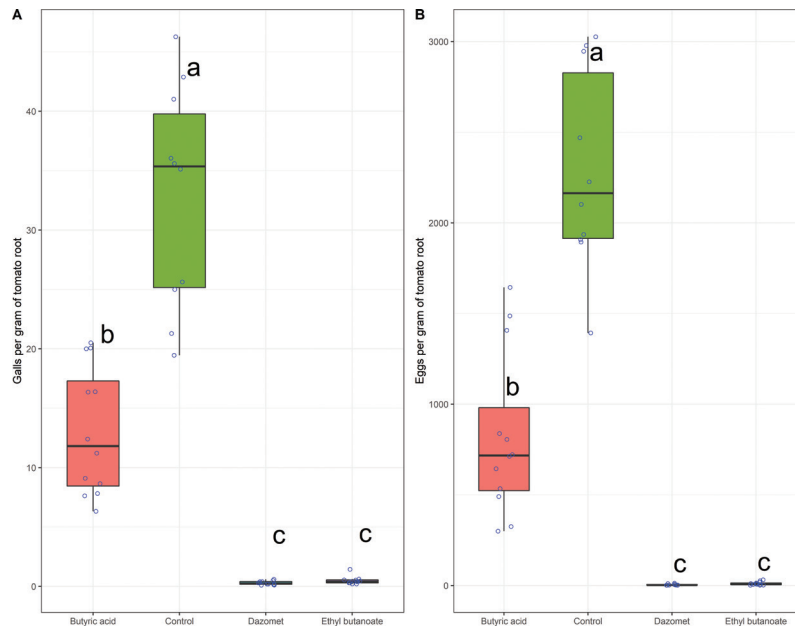 A
Galls per gram of tomato root
40
30
20
10
0
a
b
c
c
Butyric acid Control Dazomet Ethyl butanoate
B
Eggs per gram of tomato root
3000
2000
1000
0
a
b
c
c
Butyric acid Control Dazomet Ethyl butanoate